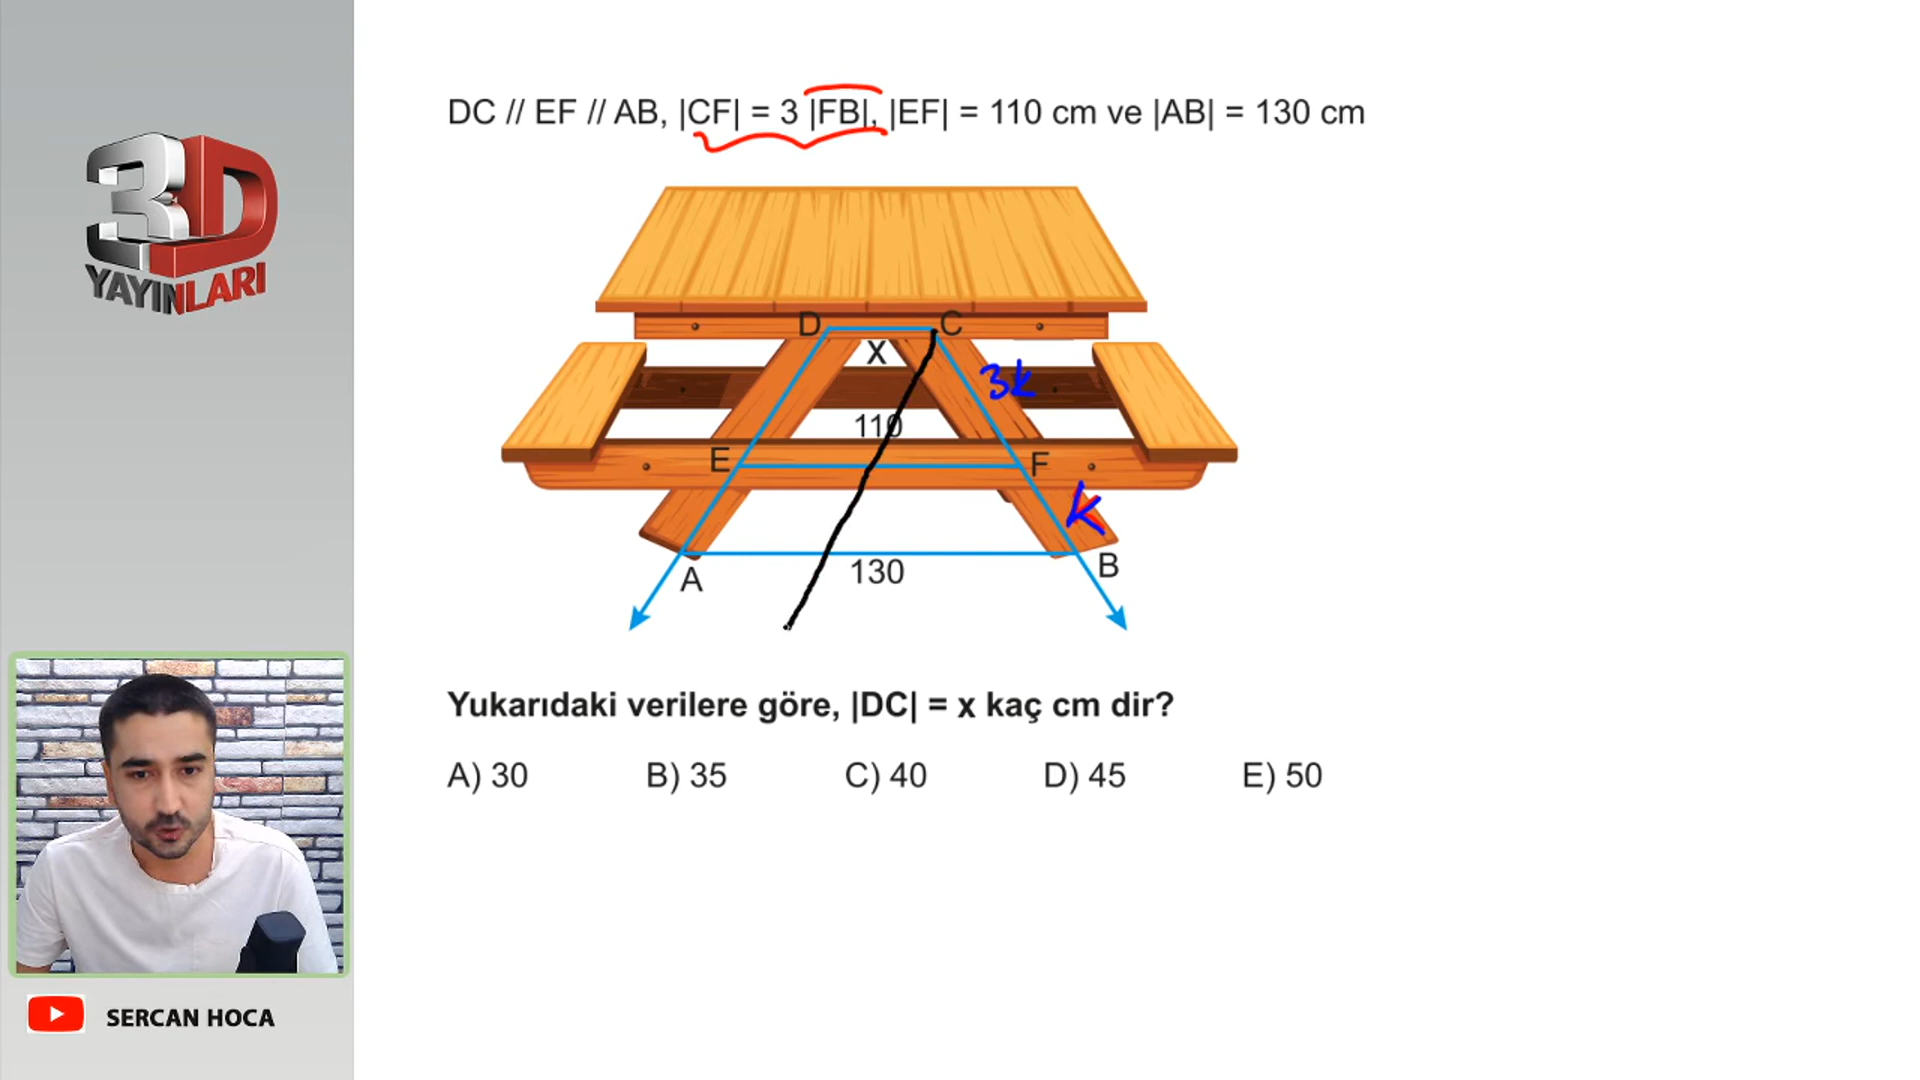 DC // EF // AB, |CF| = 3 |FB|, |EF| = 110 cm ve |AB| = 130 cm
3D
YAYINLARI
D
C
x
3k
110
E
F
k
A
130
B
Yukarıdaki verilere göre, |DC| = x kaç cm dir?
A) 30 B) 35 C) 40 D) 45 E) 50
SERCAN HOCA